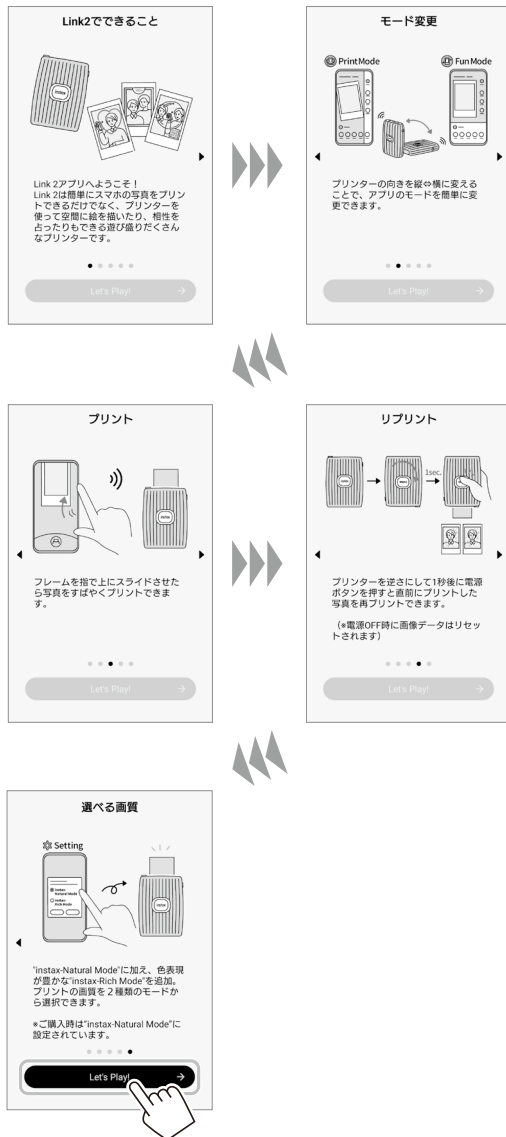 Link2でできること
instax
Link 2アプリへようこそ！
Link 2は簡単にスマホの写真をプリン
トできるだけでなく、プリンターを
使って空間に絵を描いたり、相性を
占ったりもできる遊び盛りだくさん
なプリンターです。
Let's Play!
モード変更
Print Mode
Fun Mode
プリンターの向きを縦⇔横に変える
ことで、アプリのモードを簡単に変
更できます。
Let's Play!
プリント
instax
フレームを指で上にスライドさせた
ら写真をすばやくプリントできま
す。
Let's Play!
リプリント
instax
1sec.
プリンターを逆さにして1秒後に電源
ボタンを押すと直前にプリントした
写真を再プリントできます。
（※電源OFF時に画像データはリセッ
トされます）
Let's Play!
選べる画質
Setting
instax-
Natural Mode
instax-
Rich Mode
instax
"instax-Natural Mode"に加え、色表現
が豊かな"instax-Rich Mode"を追加。
プリントの画質を２種類のモードか
ら選択できます。
※ご購入時は"instax-Natural Mode"に
設定されています。
Let's Play!